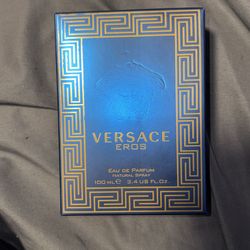 VERSACE
EROS
EAU DE PARFUM
NATURAL SPRAY
100 ML ℮ 3.4 US FL.OZ.